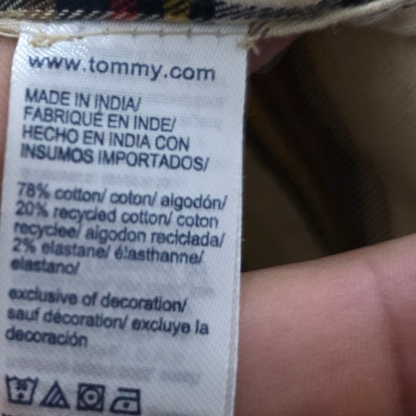 www.tommy.com
MADE IN INDIA/
FABRIQUÉ EN INDE/
HECHO EN INDIA CON
INSUMOS IMPORTADOS/
78% cotton/ coton/ algodón/
20% recycled cotton/ coton
recyclee/ algodon reciclada/
2% elastane/ élasthanne/
elastano/
exclusive of decoration/
sauf décoration/ excluye la
decoración